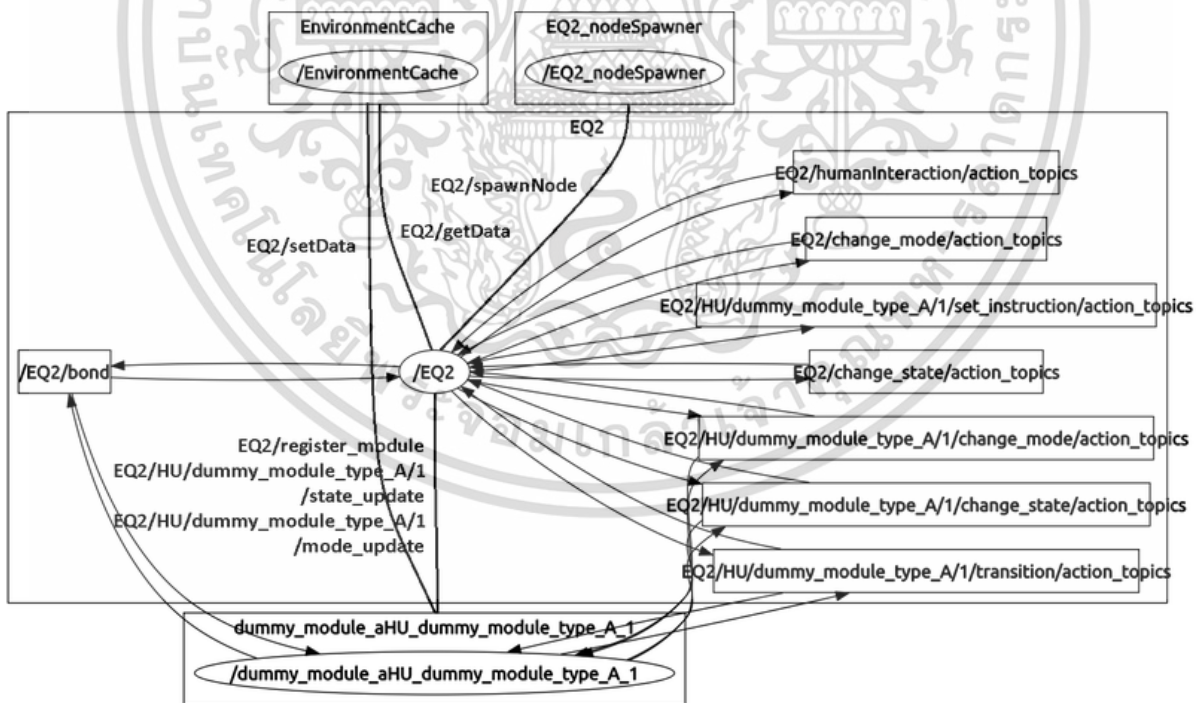 EnvironmentCache
/EnvironmentCache
EQ2_nodeSpawner
/EQ2_nodeSpawner
EQ2
EQ2/humanInteraction/action_topics
EQ2/spawnNode
EQ2/getData
EQ2/setData
EQ2/change_mode/action_topics
EQ2/HU/dummy_module_type_A/1/set_instruction/action_topics
/EQ2/bond
/EQ2
EQ2/change_state/action_topics
EQ2/register_module
EQ2/HU/dummy_module_type_A/1
/state_update
EQ2/HU/dummy_module_type_A/1
/mode_update
EQ2/HU/dummy_module_type_A/1/change_mode/action_topics
EQ2/HU/dummy_module_type_A/1/change_state/action_topics
EQ2/HU/dummy_module_type_A/1/transition/action_topics
dummy_module_aHU_dummy_module_type_A_1
/dummy_module_aHU_dummy_module_type_A_1